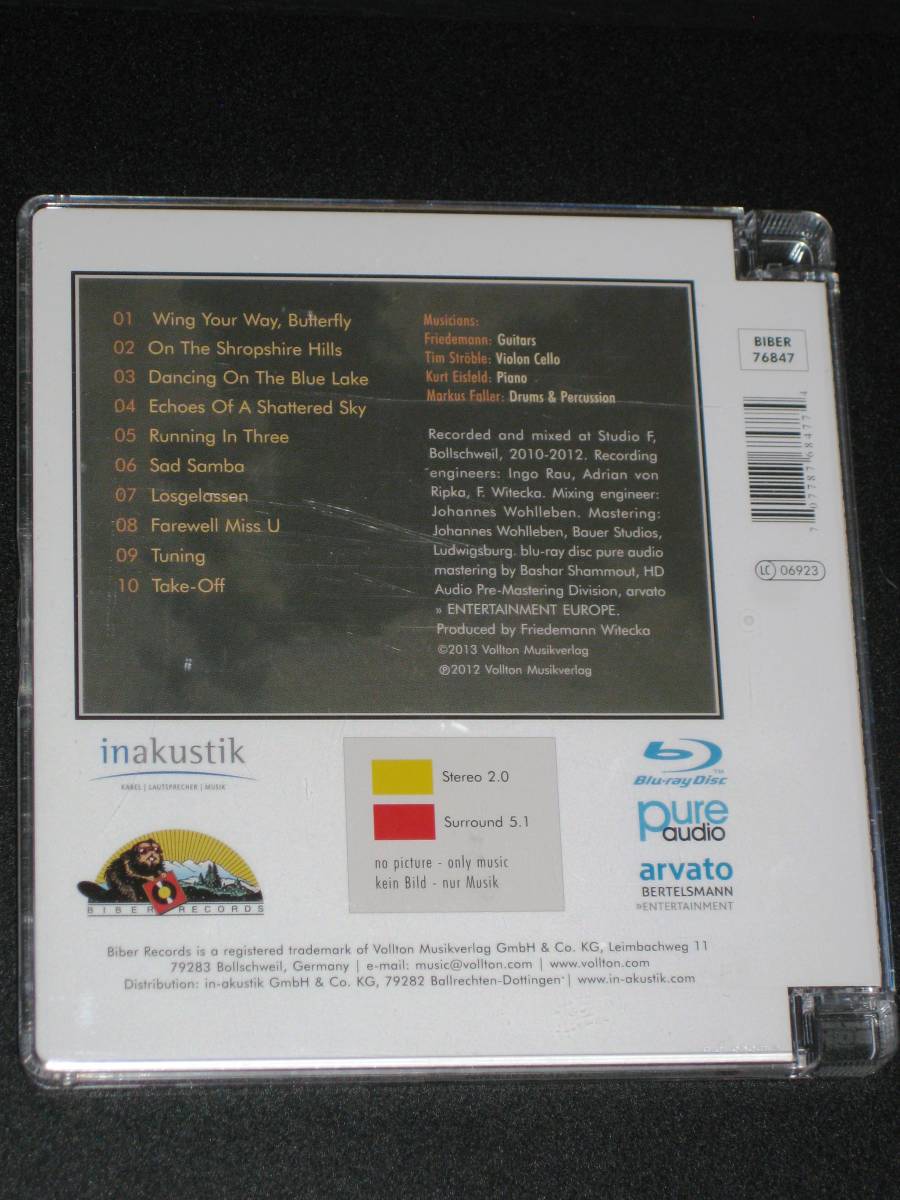 01 Wing Your Way, Butterfly
02 On The Shropshire Hills
03 Dancing On The Blue Lake
04 Echoes Of A Shattered Sky
05 Running In Three
06 Sad Samba
07 Losgelassen
08 Farewell Miss U
09 Tuning
10 Take-Off
Musicians:
Friedemann: Guitars
Tim Ströble: Violon Cello
Kurt Eisfeld: Piano
Markus Faller: Drums & Percussion
Recorded and mixed at Studio F,
Bollschweil, 2010-2012. Recording
engineers: Ingo Rau, Adrian von
Ripka, F. Witecka. Mixing engineer:
Johannes Wohlleben. Mastering:
Johannes Wohlleben, Bauer Studios,
Ludwigsburg. blu-ray disc pure audio
mastering by Bashar Shammout, HD
Audio Pre-Mastering Division, arvato
» ENTERTAINMENT EUROPE.
Produced by Friedemann Witecka
©2013 Vollton Musikverlag
℗2012 Vollton Musikverlag
BIBER
76847
7 07787 68477 4
LC 06923
inakustik
KABEL | LAUTSPRECHER | MUSIK
BIBER RECORDS
Stereo 2.0
Surround 5.1
no picture - only music
kein Bild - nur Musik
Blu-ray Disc™
pure
audio
arvato
BERTELSMANN
»ENTERTAINMENT
Biber Records is a registered trademark of Vollton Musikverlag GmbH & Co. KG, Leimbachweg 11
79283 Bollschweil, Germany | e-mail: music@vollton.com | www.vollton.com
Distribution: in-akustik GmbH & Co. KG, 79282 Ballrechten-Dottingen | www.in-akustik.com